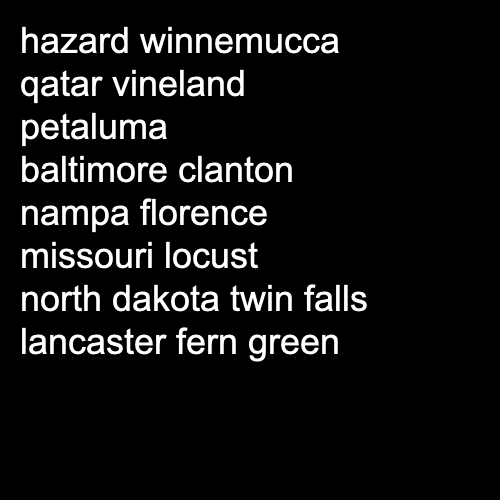 hazard winnemucca
qatar vineland
petaluma
baltimore clanton
nampa florence
missouri locust
north dakota twin falls
lancaster fern green